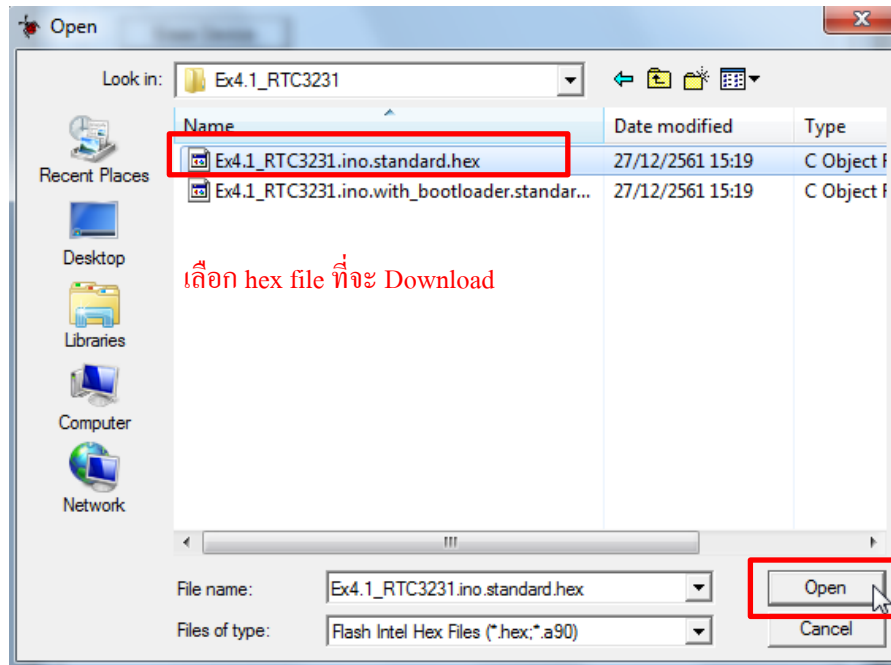 Open
Look in: Ex4.1_RTC3231
Name Date modified Type
Ex4.1_RTC3231.ino.standard.hex 27/12/2561 15:19 C Object F
Ex4.1_RTC3231.ino.with_bootloader.standar... 27/12/2561 15:19 C Object F
Recent Places
Desktop
Libraries
Computer
Network
เลือก hex file ที่จะ Download
File name: Ex4.1_RTC3231.ino.standard.hex Open
Files of type: Flash Intel Hex Files (*.hex;*.a90) Cancel